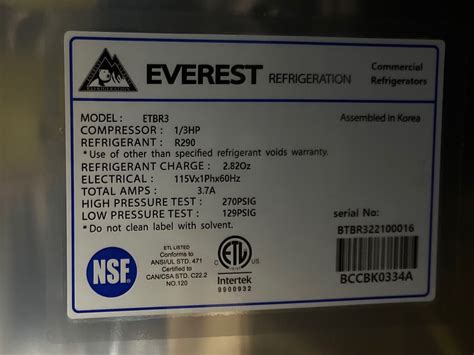 EVEREST REFRIGERATION
Commercial
Refrigerators
MODEL : ETBR3
Assembled in Korea
COMPRESSOR : 1/3HP
REFRIGERANT : R290
*Use of other than specified refrigerant voids warranty.
REFRIGERANT CHARGE : 2.82Oz
ELECTRICAL : 115Vx1Phx60Hz
TOTAL AMPS : 3.7A
HIGH PRESSURE TEST : 270PSIG
LOW PRESSURE TEST : 129PSIG
*Do not clean label with solvent.
serial No:
BTBR322100016
BCCBK0334A
NSF
ETL LISTED
Conforms to
ANSI/UL STD. 471
Certified to
CAN/CSA STD. C22.2
NO.120
ETL
Intertek
9900932